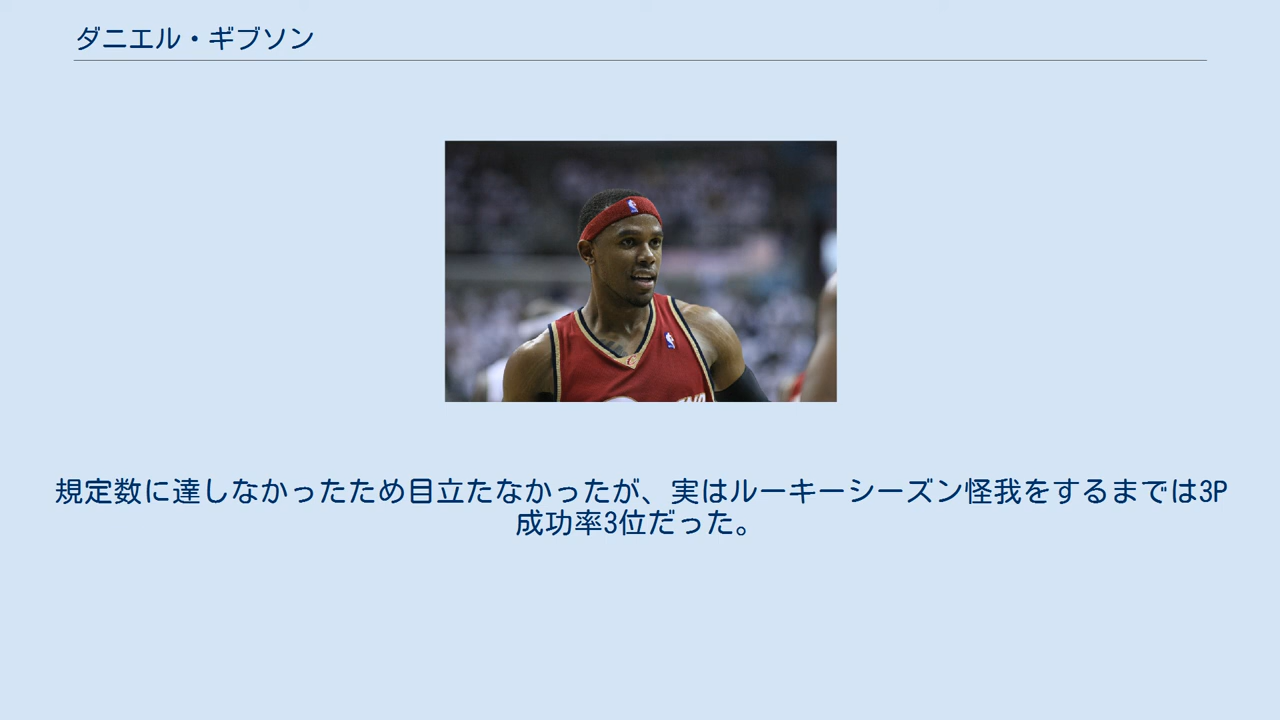 ダニエル・ギブソン
規定数に達しなかったため目立たなかったが、実はルーキーシーズン怪我をするまでは3P
成功率3位だった。